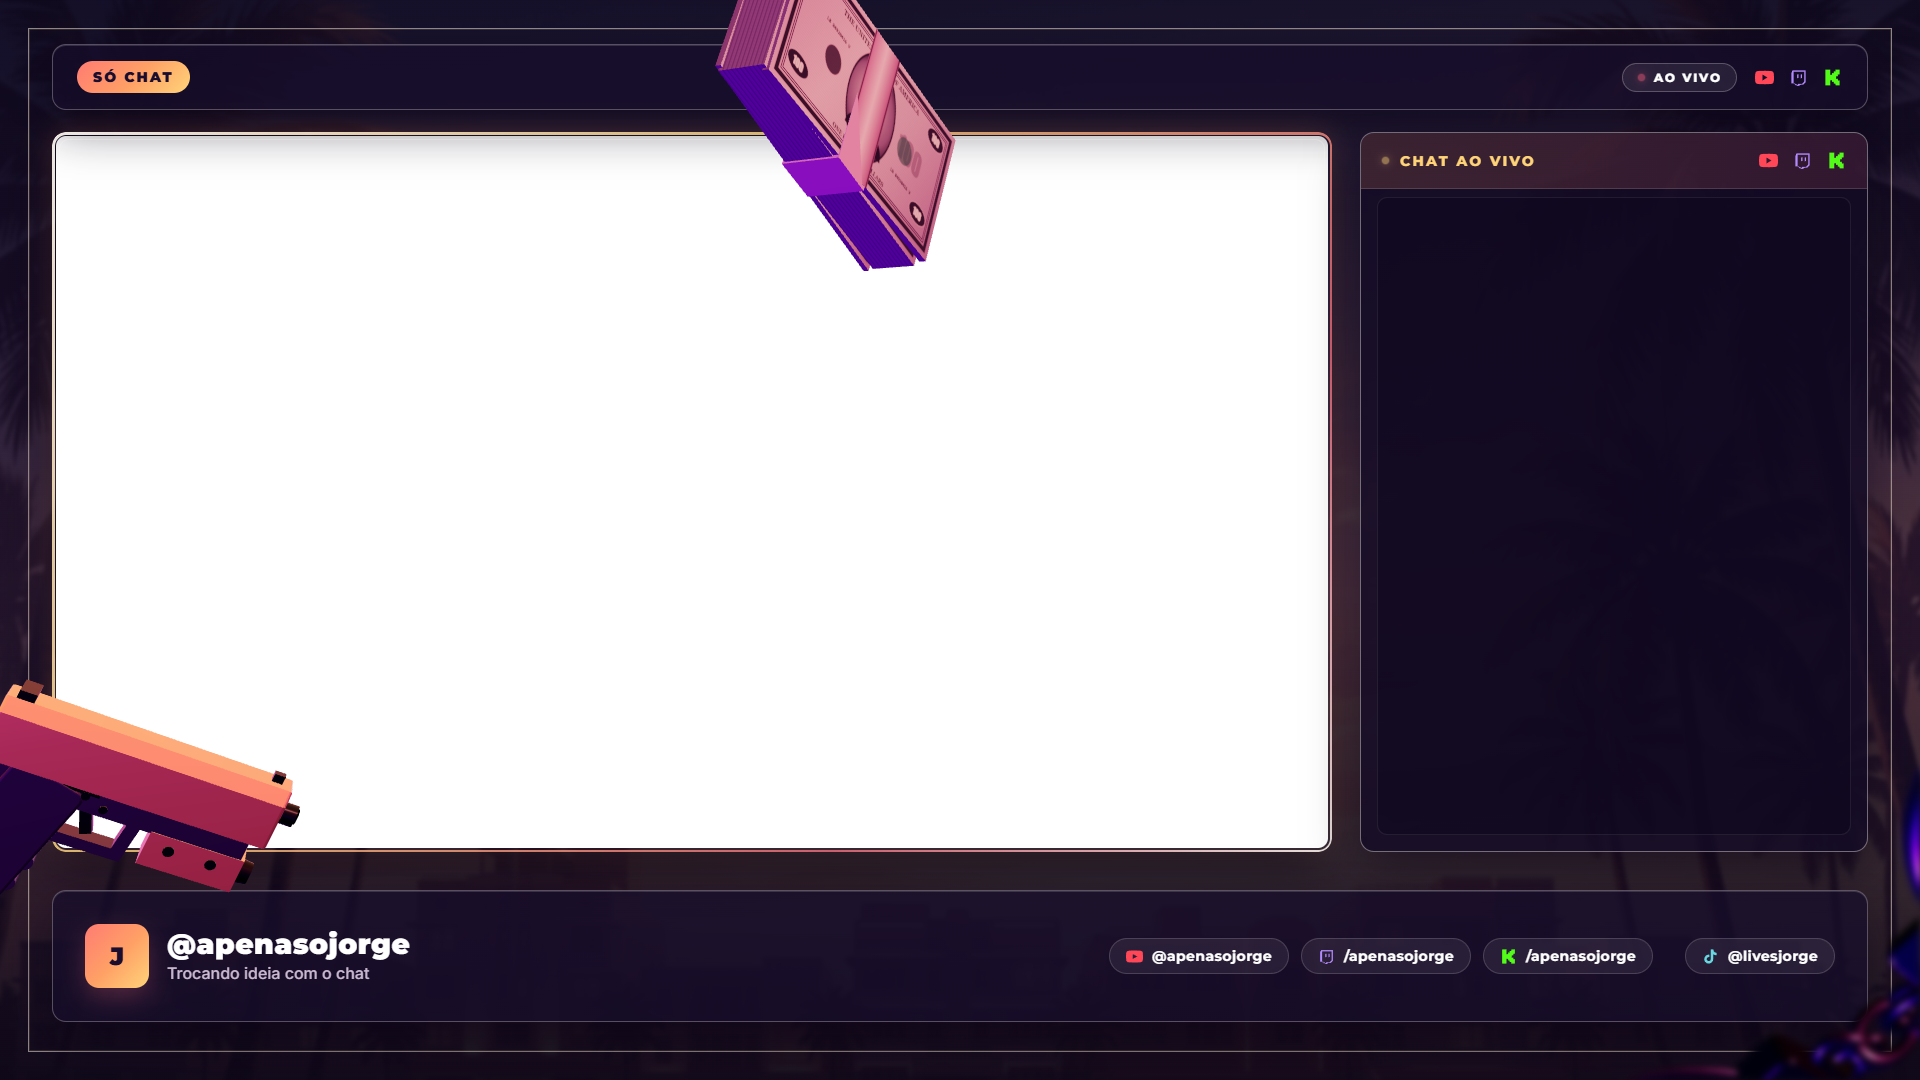 SÓ CHAT
AO VIVO
CHAT AO VIVO
J
@apenasojorge
Trocando ideia com o chat
@apenasojorge
/apenasojorge
/apenasojorge
@livesjorge